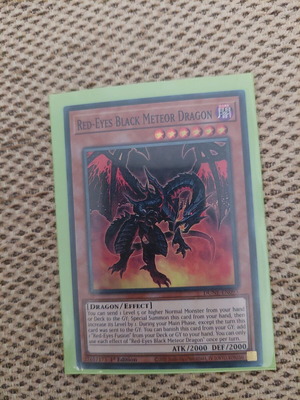 RED-EYES BLACK METEOR DRAGON
[Dragon/Effect]
You can send 1 Level 5 or higher Normal Monster from your hand
or Deck to the GY; Special Summon this card from your hand, then
increase its Level by 1. During your Main Phase, except the turn this
card was sent to the GY: You can banish this card from your GY; add
1 "Red-Eyes Fusion" from your Deck or GY to your hand. You can only
use each effect of "Red-Eyes Black Meteor Dragon" once per turn.
ATK/2000 DEF/2000
1st Edition